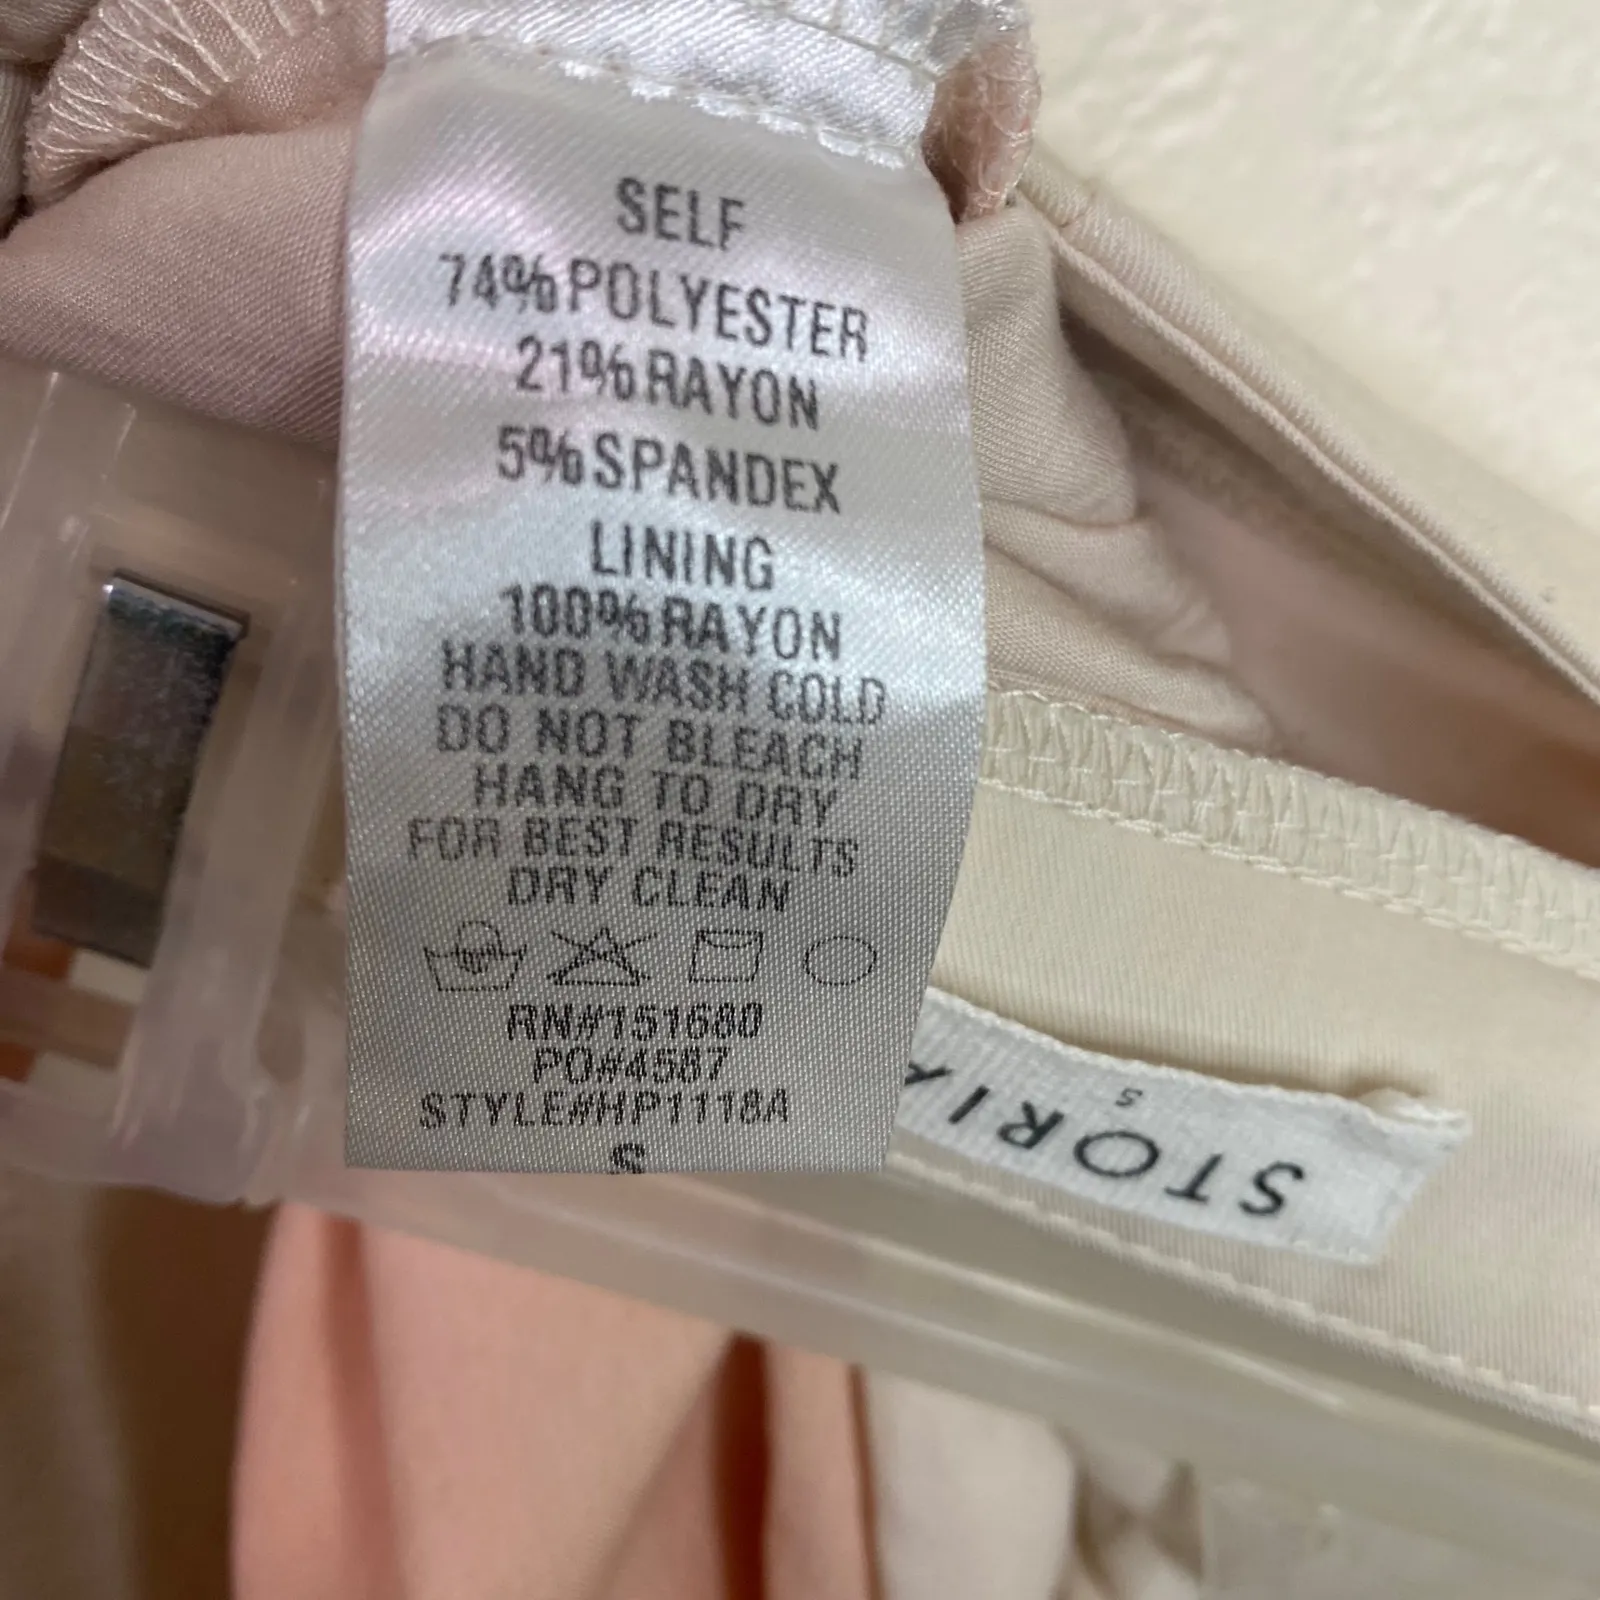 SELF
74% POLYESTER
21% RAYON
5% SPANDEX
LINING
100% RAYON
HAND WASH COLD
DO NOT BLEACH
HANG TO DRY
FOR BEST RESULTS
DRY CLEAN
RN#151680
PO#4587
STYLE#HP1118A
S
STORIA
S